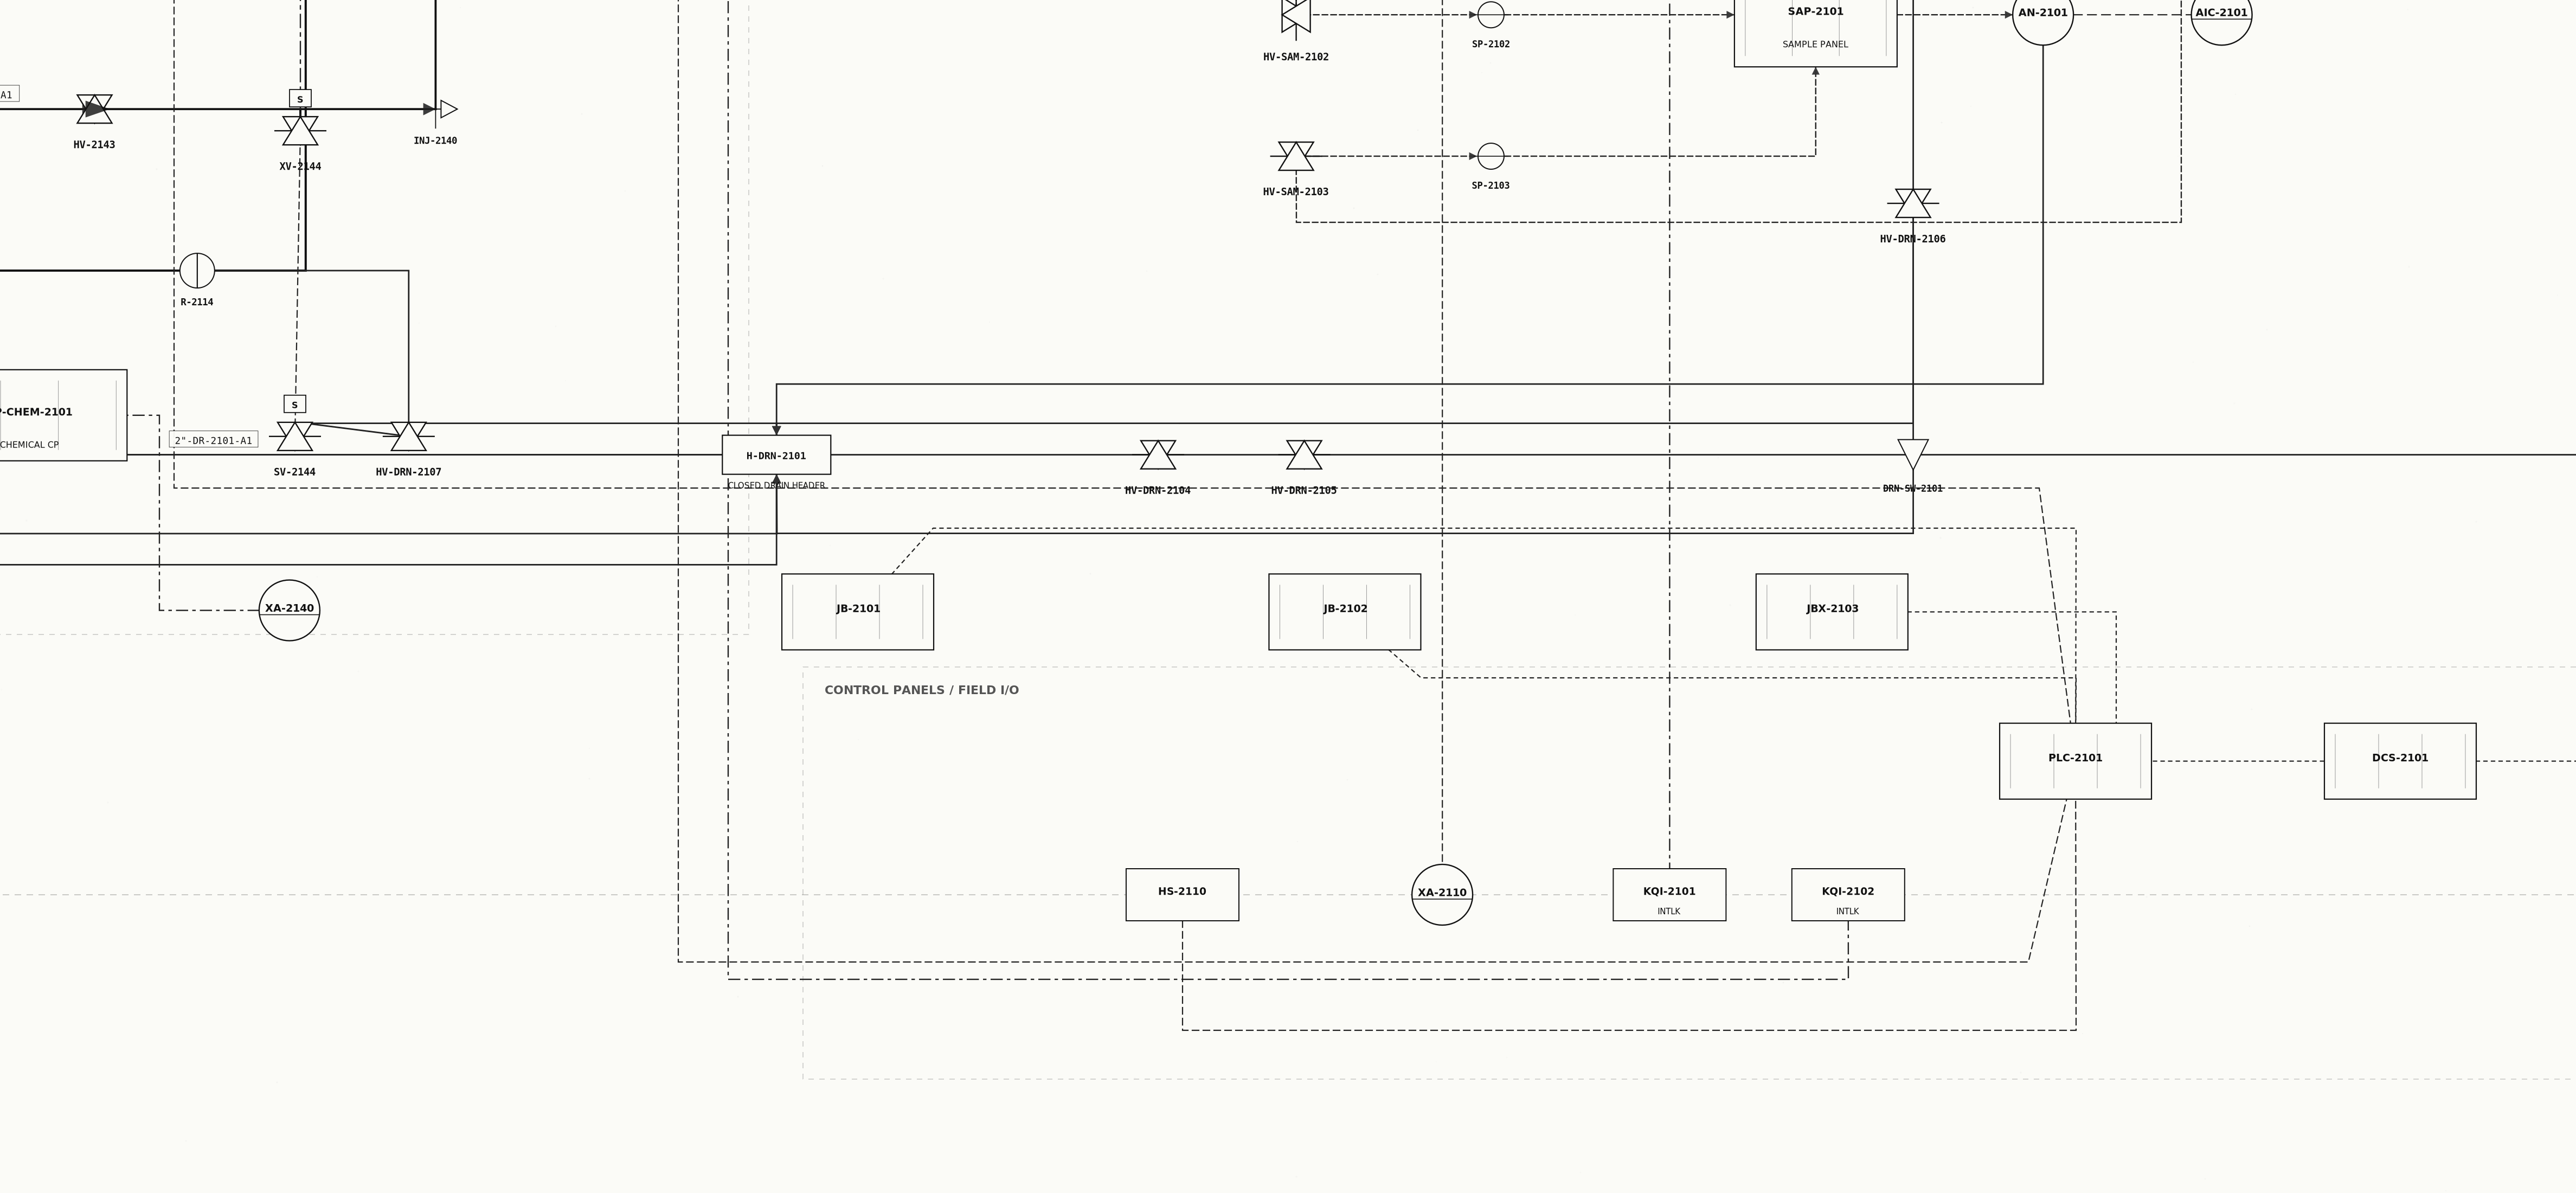 SAP-2101
AN-2101
AIC-2101
SAMPLE PANEL
SP-2102
HV-SAM-2102
A1
S
INJ-2140
HV-2143
XV-2144
SP-2103
HV-SAM-2103
HV-DRN-2106
R-2114
S
-CHEM-2101
CHEMICAL CP
2"-DR-2101-A1
H-DRN-2101
SV-2144
HV-DRN-2107
CLOSED DRAIN HEADER
HV-DRN-2104
HV-DRN-2105
DRN-SW-2101
XA-2140
JB-2101
JB-2102
JBX-2103
CONTROL PANELS / FIELD I/O
PLC-2101
DCS-2101
HS-2110
XA-2110
KQI-2101
INTLK
KQI-2102
INTLK